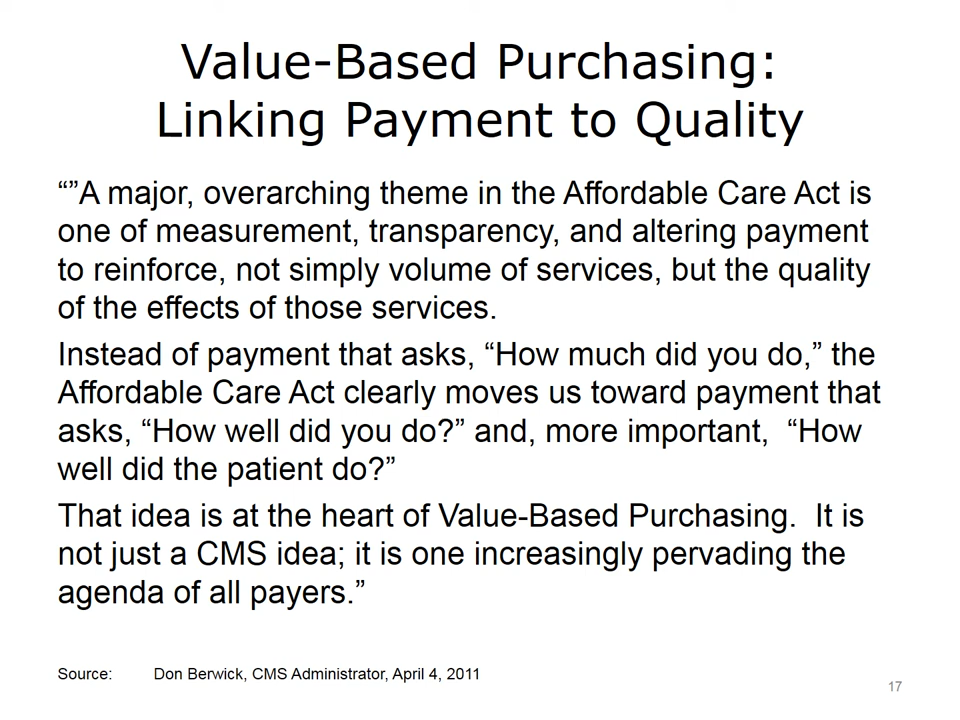 Value-Based Purchasing:
Linking Payment to Quality
“”A major, overarching theme in the Affordable Care Act is
one of measurement, transparency, and altering payment
to reinforce, not simply volume of services, but the quality
of the effects of those services.
Instead of payment that asks, “How much did you do,” the
Affordable Care Act clearly moves us toward payment that
asks, “How well did you do?” and, more important,  “How
well did the patient do?”
That idea is at the heart of Value-Based Purchasing.  It is
not just a CMS idea; it is one increasingly pervading the
agenda of all payers.”
Source: Don Berwick, CMS Administrator, April 4, 2011
17